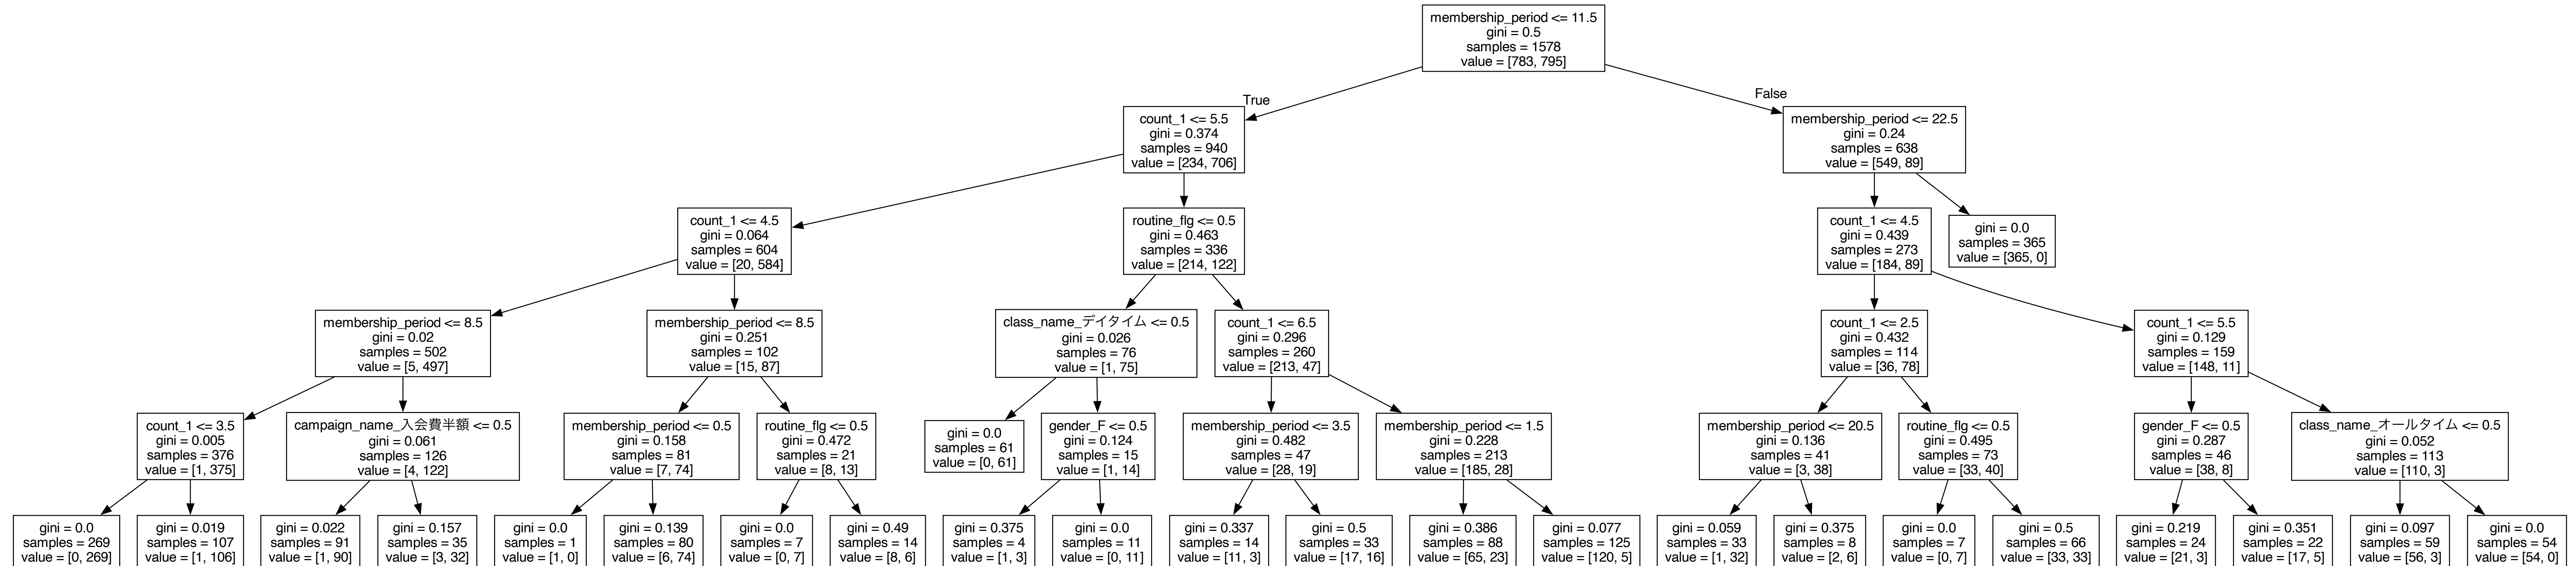 membership_period <= 11.5
gini = 0.5
samples = 1578
value = [783, 795]
True
False
count_1 <= 5.5
gini = 0.374
samples = 940
value = [234, 706]
membership_period <= 22.5
gini = 0.24
samples = 638
value = [549, 89]
count_1 <= 4.5
gini = 0.064
samples = 604
value = [20, 584]
routine_flg <= 0.5
gini = 0.463
samples = 336
value = [214, 122]
count_1 <= 4.5
gini = 0.439
samples = 273
value = [184, 89]
gini = 0.0
samples = 365
value = [365, 0]
membership_period <= 8.5
gini = 0.02
samples = 502
value = [5, 497]
membership_period <= 8.5
gini = 0.251
samples = 102
value = [15, 87]
class_name_デイタイム <= 0.5
gini = 0.026
samples = 76
value = [1, 75]
count_1 <= 6.5
gini = 0.296
samples = 260
value = [213, 47]
count_1 <= 2.5
gini = 0.432
samples = 114
value = [36, 78]
count_1 <= 5.5
gini = 0.129
samples = 159
value = [148, 11]
count_1 <= 3.5
gini = 0.005
samples = 376
value = [1, 375]
campaign_name_入会費半額 <= 0.5
gini = 0.061
samples = 126
value = [4, 122]
membership_period <= 0.5
gini = 0.158
samples = 81
value = [7, 74]
routine_flg <= 0.5
gini = 0.472
samples = 21
value = [8, 13]
gini = 0.0
samples = 61
value = [0, 61]
gender_F <= 0.5
gini = 0.124
samples = 15
value = [1, 14]
membership_period <= 3.5
gini = 0.482
samples = 47
value = [28, 19]
membership_period <= 1.5
gini = 0.228
samples = 213
value = [185, 28]
membership_period <= 20.5
gini = 0.136
samples = 41
value = [3, 38]
routine_flg <= 0.5
gini = 0.495
samples = 73
value = [33, 40]
gender_F <= 0.5
gini = 0.287
samples = 46
value = [38, 8]
class_name_オールタイム <= 0.5
gini = 0.052
samples = 113
value = [110, 3]
gini = 0.0
samples = 269
value = [0, 269]
gini = 0.019
samples = 107
value = [1, 106]
gini = 0.022
samples = 91
value = [1, 90]
gini = 0.157
samples = 35
value = [3, 32]
gini = 0.0
samples = 1
value = [1, 0]
gini = 0.139
samples = 80
value = [6, 74]
gini = 0.0
samples = 7
value = [0, 7]
gini = 0.49
samples = 14
value = [8, 6]
gini = 0.375
samples = 4
value = [1, 3]
gini = 0.0
samples = 11
value = [0, 11]
gini = 0.337
samples = 14
value = [11, 3]
gini = 0.5
samples = 33
value = [17, 16]
gini = 0.386
samples = 88
value = [65, 23]
gini = 0.077
samples = 125
value = [120, 5]
gini = 0.059
samples = 33
value = [1, 32]
gini = 0.375
samples = 8
value = [2, 6]
gini = 0.0
samples = 7
value = [0, 7]
gini = 0.5
samples = 66
value = [33, 33]
gini = 0.219
samples = 24
value = [21, 3]
gini = 0.351
samples = 22
value = [17, 5]
gini = 0.097
samples = 59
value = [56, 3]
gini = 0.0
samples = 54
value = [54, 0]